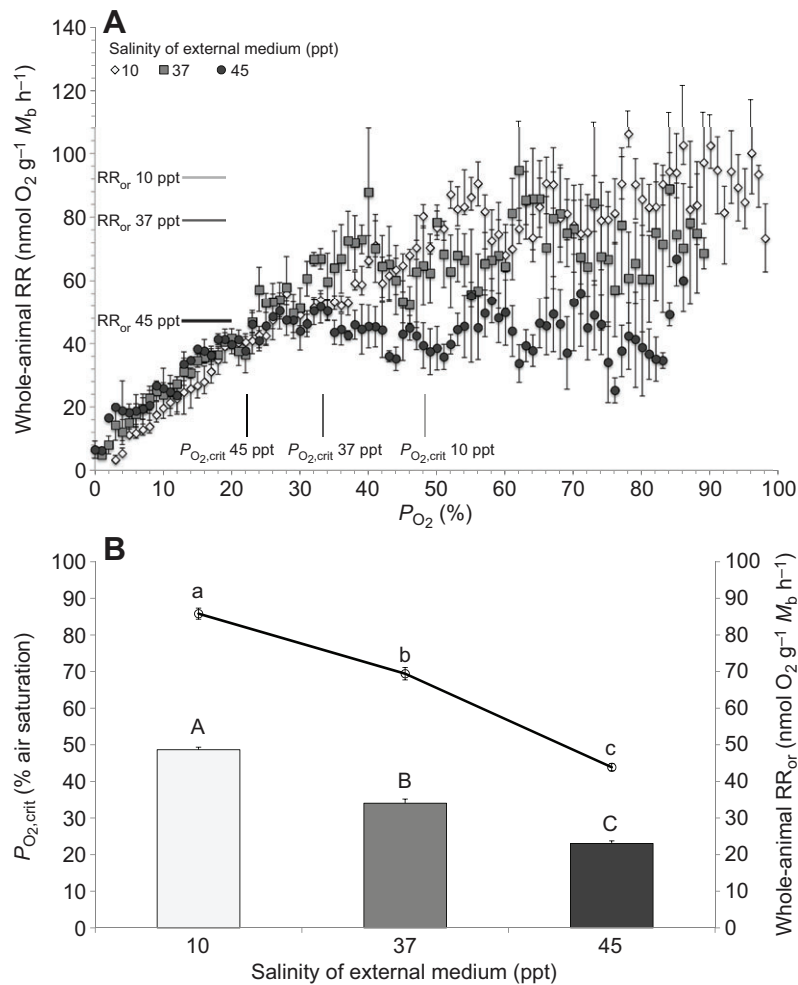 A
140
120
100
80
60
40
20
0
Whole-animal RR (nmol O2 g–1 Mb h–1)
Salinity of external medium (ppt)
10 37 45
RRor 10 ppt
RRor 37 ppt
RRor 45 ppt
PO2,crit 45 ppt PO2,crit 37 ppt PO2,crit 10 ppt
0 10 20 30 40 50 60 70 80 90 100
PO2 (%)
B
100
90
80
70
60
50
40
30
20
10
0
PO2,crit (% air saturation)
a
b
c
A
B
C
100
90
80
70
60
50
40
30
20
10
0
Whole-animal RRor (nmol O2 g–1 Mb h–1)
10 37 45
Salinity of external medium (ppt)